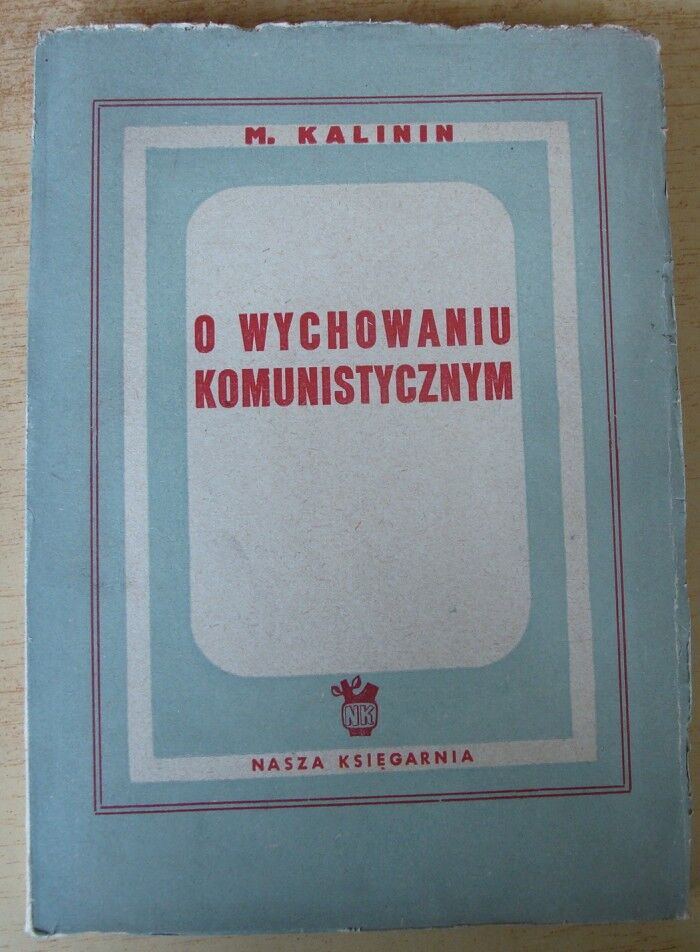 M. KALININ
O WYCHOWANIU
KOMUNISTYCZNYM
NK
NASZA KSIĘGARNIA